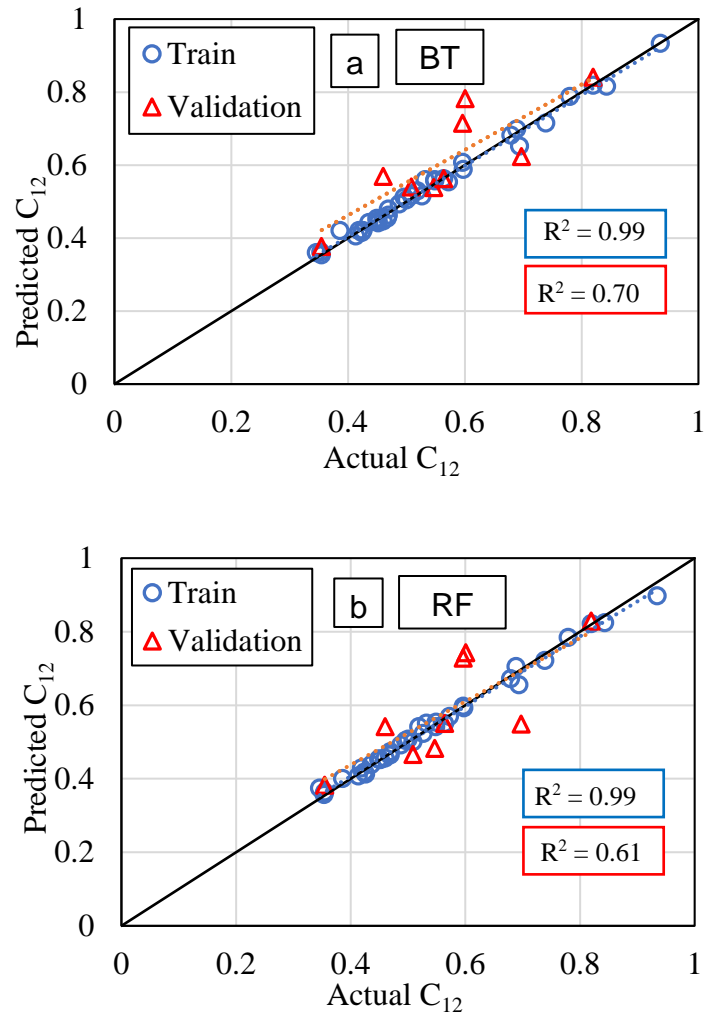 1
a
BT
Train
Validation
0.8
0.6
0.4
0.2
0
Predicted C₁₂
R² = 0.99
R² = 0.70
0 0.2 0.4 0.6 0.8 1
Actual C₁₂
1
b
RF
Train
Validation
0.8
0.6
0.4
0.2
0
Predicted C₁₂
R² = 0.99
R² = 0.61
0 0.2 0.4 0.6 0.8 1
Actual C₁₂